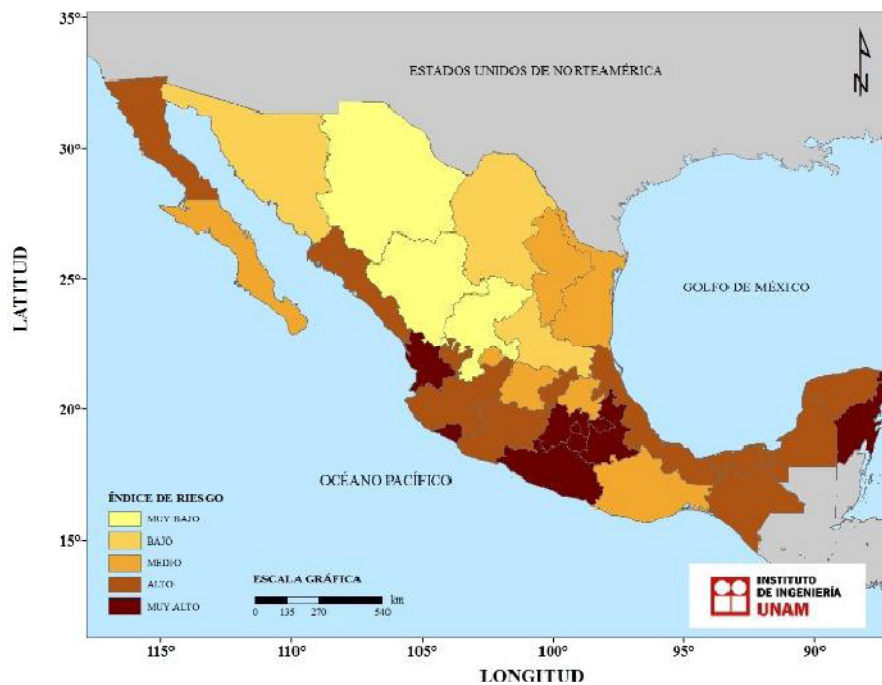 35°
ESTADOS UNIDOS DE NORTEAMÉRICA
N
30°
LATITUD
25°
GOLFO DE MÉXICO
20°
OCÉANO PACÍFICO
ÍNDICE DE RIESGO
MUY BAJO
BAJO
MEDIO
ALTO
MUY ALTO
15°
ESCALA GRÁFICA
km
0 135 270 540
INSTITUTO
DE INGENIERÍA
UNAM
115° 110° 105° 100° 95° 90°
LONGITUD